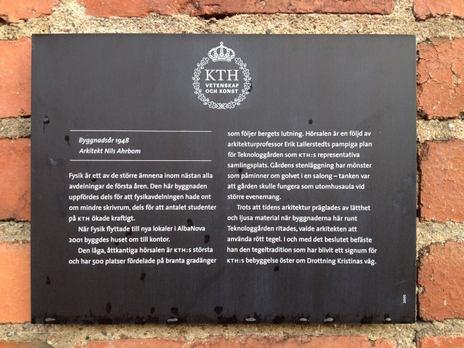 KTH
VETENSKAP
OCH KONST
Byggnadsår 1948
Arkitekt Nils Ahrbom
Fysik är ett av de större ämnena inom nästan alla
avdelningar de första åren. Den här byggnaden
uppfördes dels för att fysikavdelningen hade ont
om mindre skrivrum, dels för att antalet studenter
på KTH ökade kraftigt.
När Fysik flyttade till nya lokaler i AlbaNova
2001 byggdes huset om till kontor.
Den låga, åttkantiga hörsalen är KTH:s största
och har 500 platser fördelade på branta gradänger
som följer bergets lutning. Hörsalen är en följd av
arkitekturprofessor Erik Lallerstedts pampiga plan
för Teknologgården som KTH:s representativa
samlingsplats. Gårdens stenläggning har mönster
som påminner om golvet i en salong – tanken var
att gården skulle fungera som utomhusaula vid
större evenemang.
Trots att tidens arkitektur präglades av lätthet
och ljusa material när byggnaderna här runt
Teknologgården ritades, valde arkitekten att
använda rött tegel. I och med det beslutet befäste
han den tegeltradition som har blivit ett signum för
KTH:s bebyggelse öster om Drottning Kristinas väg.